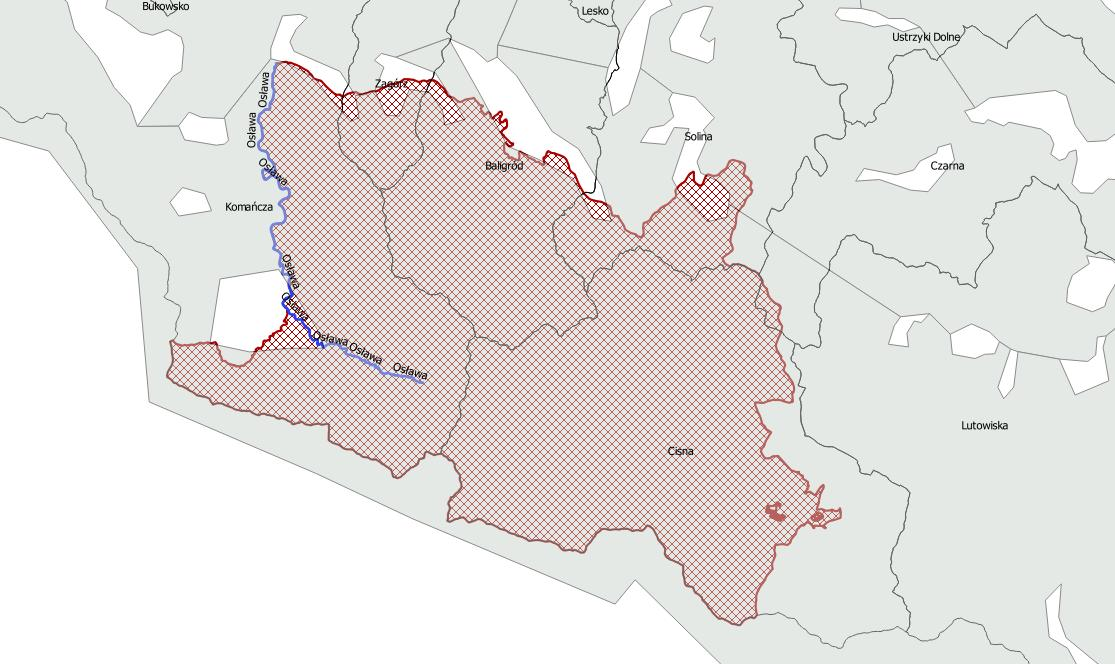 Bukowsko
Lesko
Ustrzyki Dolne
Zagórz
Osława
Osława
Solina
Baligród
Czarna
Osława
Komańcza
Osława
Osława
Osława
Osława
Osława
Lutowiska
Cisna